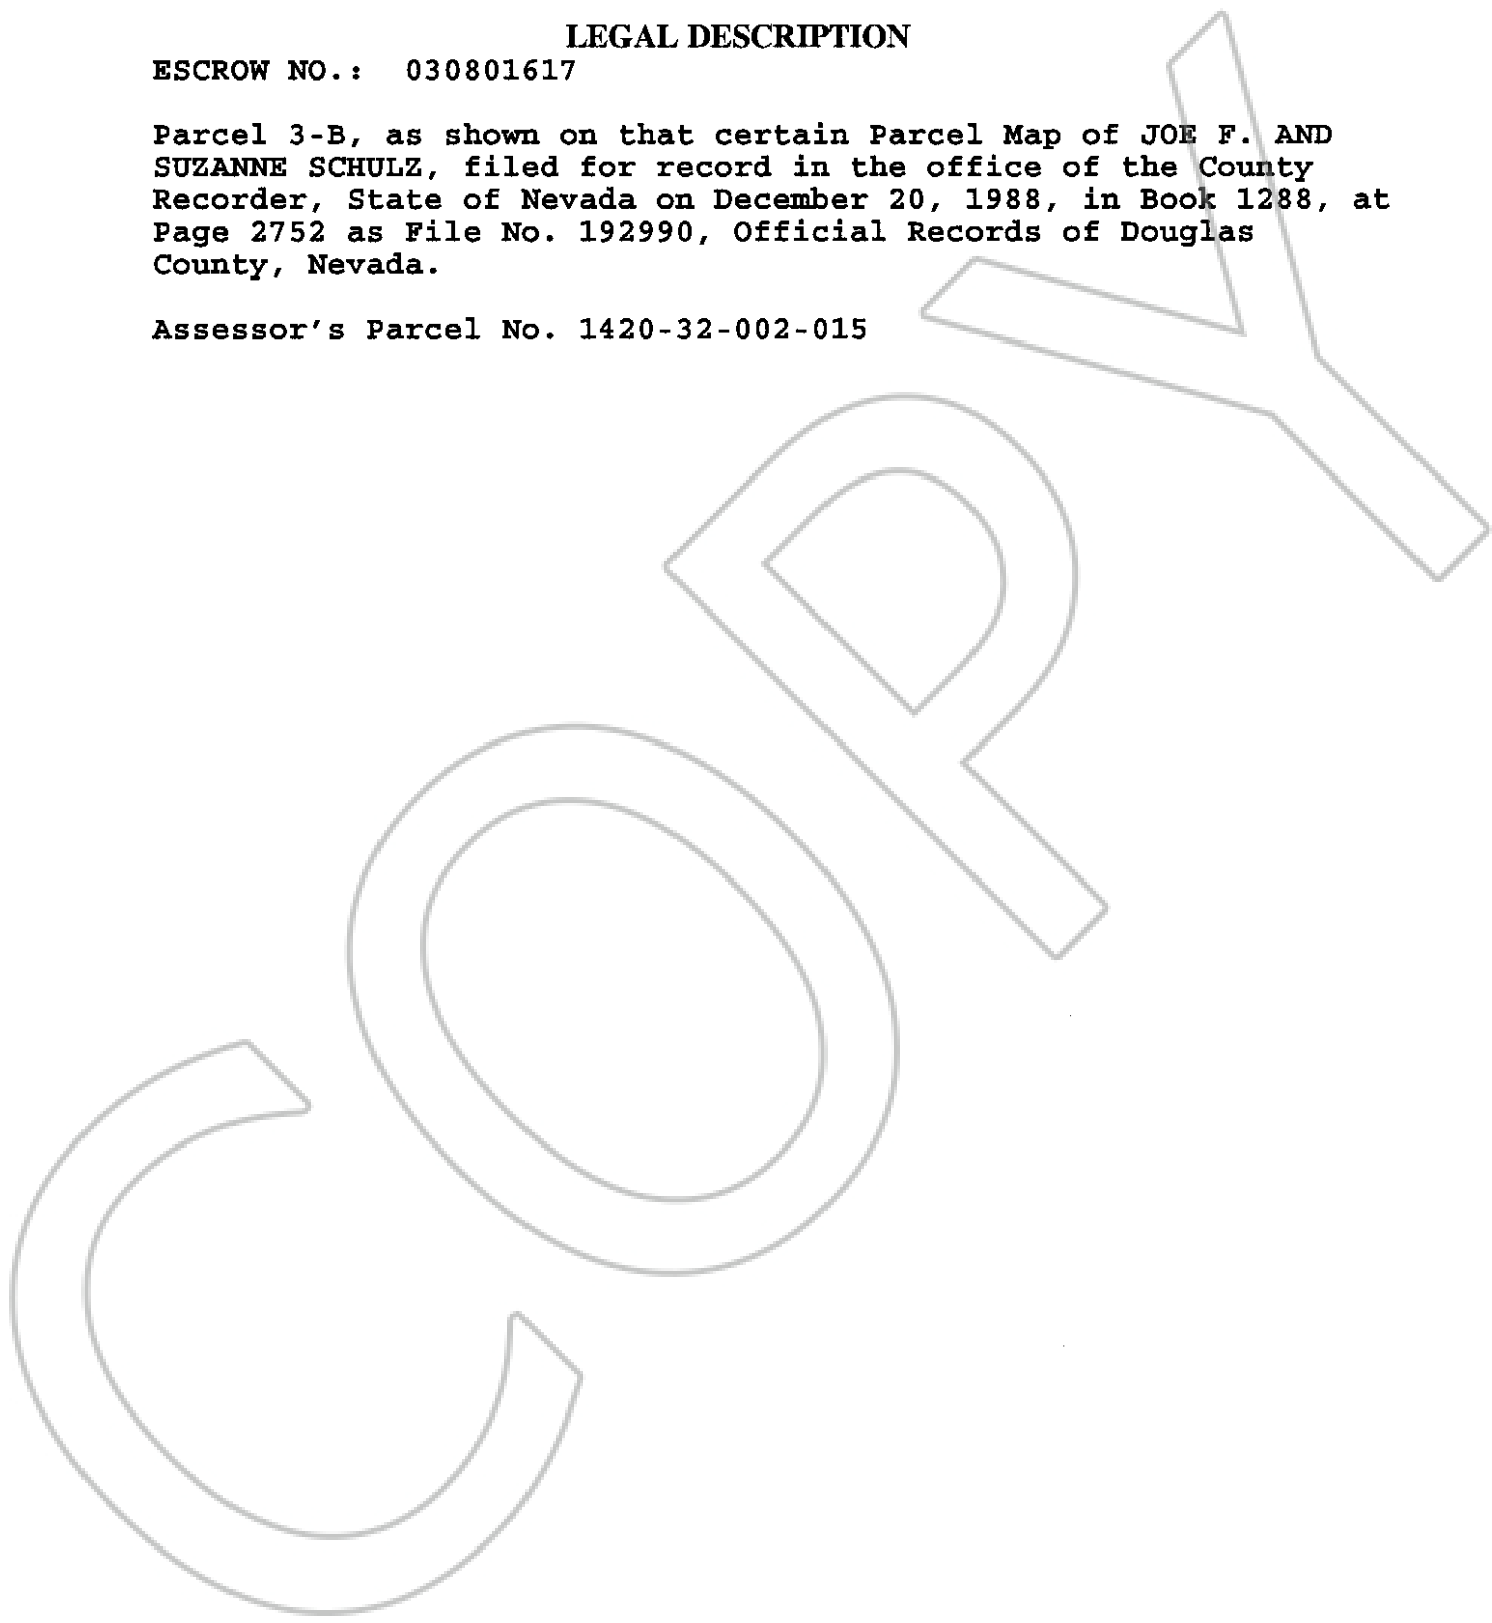 LEGAL DESCRIPTION
ESCROW NO.: 030801617
Parcel 3-B, as shown on that certain Parcel Map of JOE F. AND
SUZANNE SCHULZ, filed for record in the office of the County
Recorder, State of Nevada on December 20, 1988, in Book 1288, at
Page 2752 as File No. 192990, Official Records of Douglas
County, Nevada.
Assessor's Parcel No. 1420-32-002-015
COPY